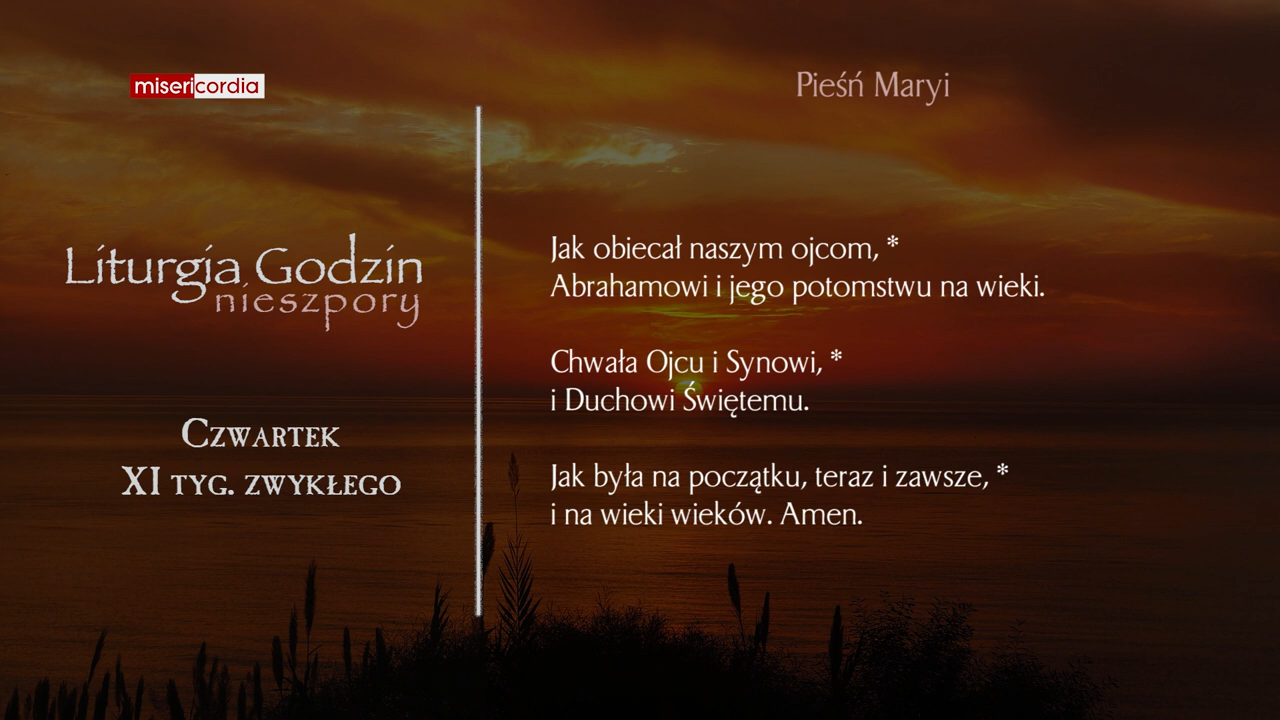 misericordia
Pieśń Maryi
Liturgia Godzin
nieszpory
Czwartek
XI tyg. zwykłego
Jak obiecał naszym ojcom, *
Abrahamowi i jego potomstwu na wieki.
Chwała Ojcu i Synowi, *
i Duchowi Świętemu.
Jak była na początku, teraz i zawsze, *
i na wieki wieków. Amen.